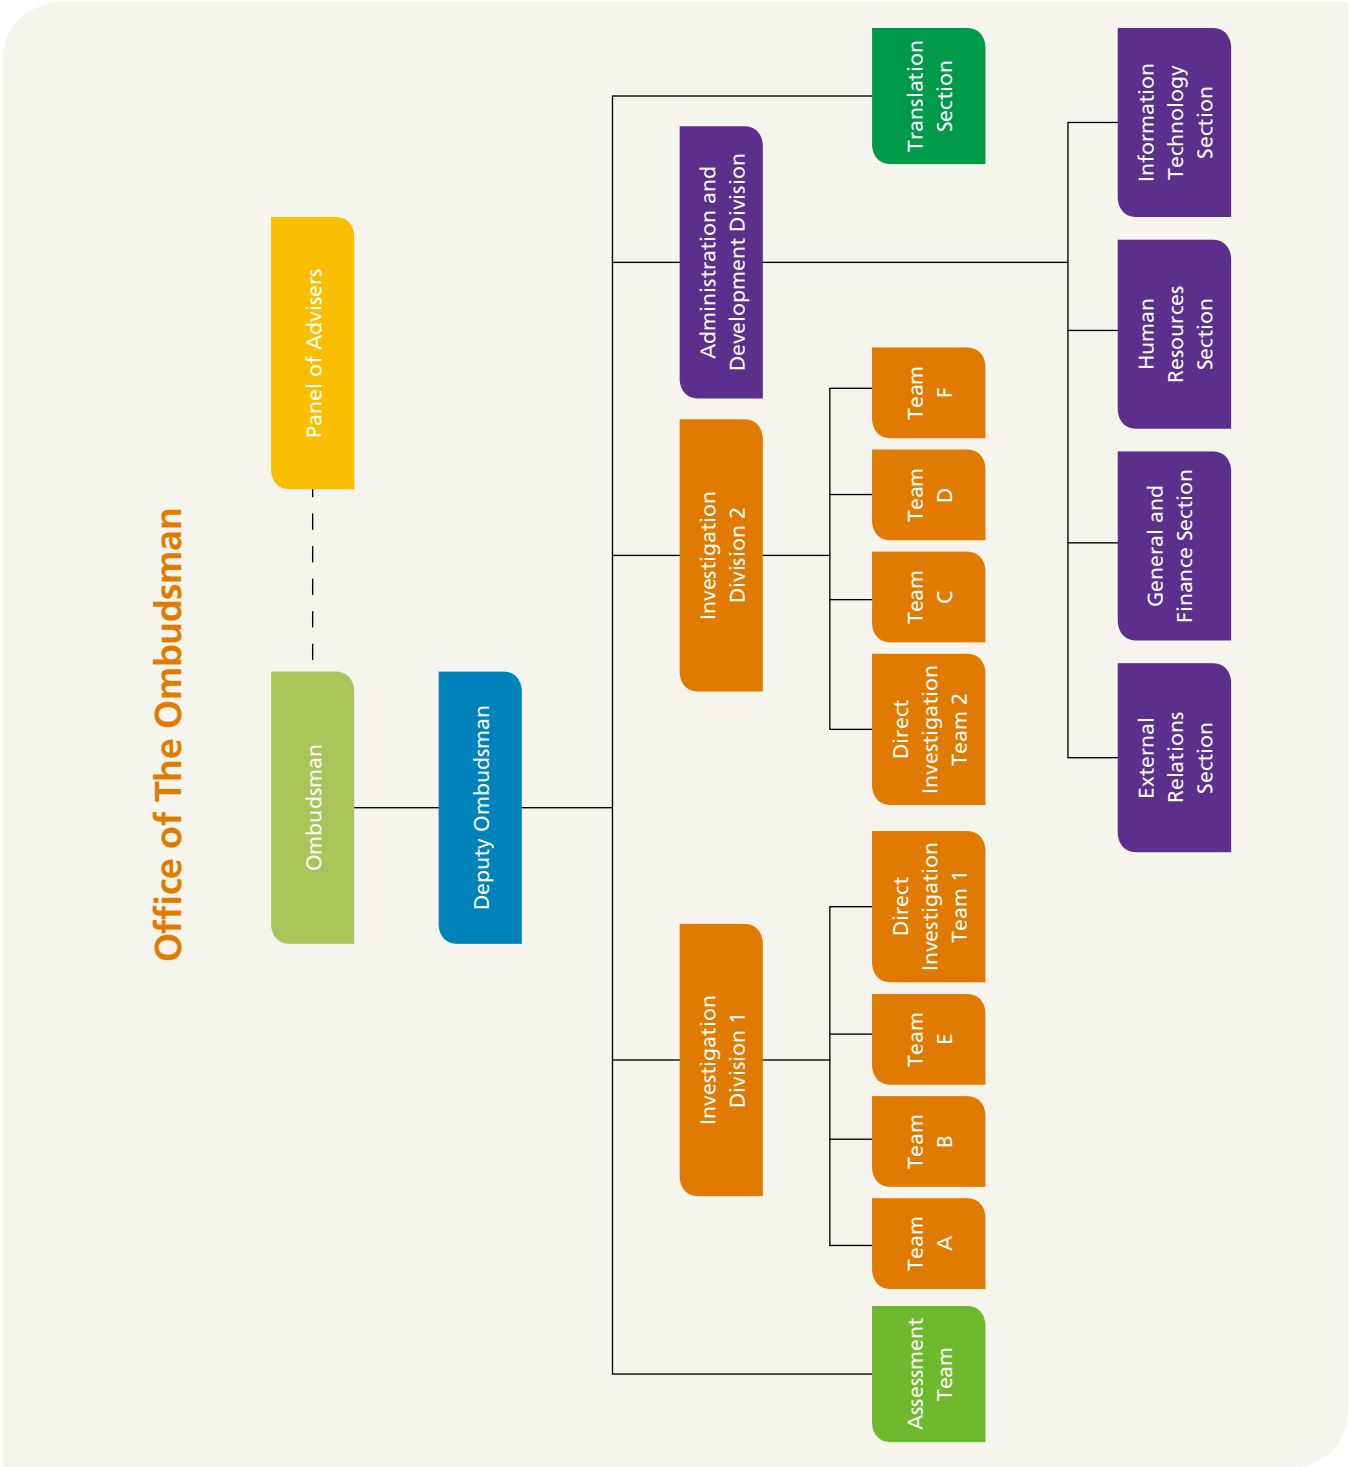 Office of The Ombudsman
Ombudsman
Panel of Advisers
Deputy Ombudsman
Investigation
Division 1
Investigation
Division 2
Administration and
Development Division
Assessment
Team
Team
A
Team
B
Team
E
Direct
Investigation
Team 1
Direct
Investigation
Team 2
Team
C
Team
D
Team
F
Translation
Section
External
Relations
Section
General and
Finance Section
Human
Resources
Section
Information
Technology
Section